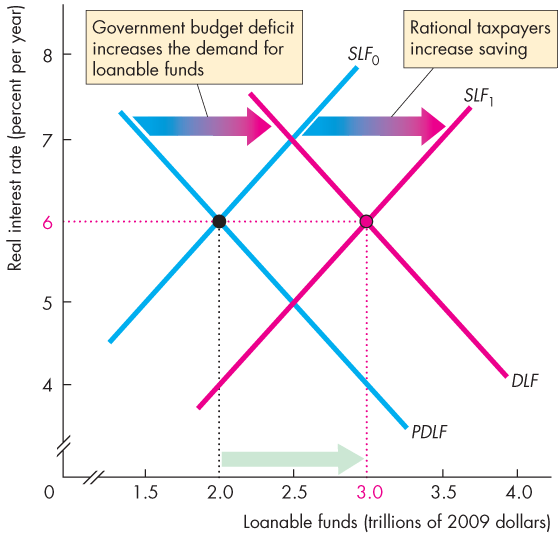 Government budget deficit
increases the demand for
loanable funds
Rational taxpayers
increase saving
Real interest rate (percent per year)
8
7
6
5
4
SLF0
SLF1
DLF
PDLF
0
1.5
2.0
2.5
3.0
3.5
4.0
Loanable funds (trillions of 2009 dollars)